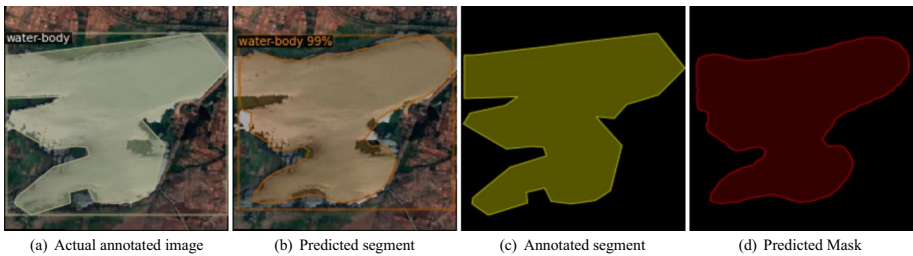 water-body
water-body 99%
(a) Actual annotated image
(b) Predicted segment
(c) Annotated segment
(d) Predicted Mask